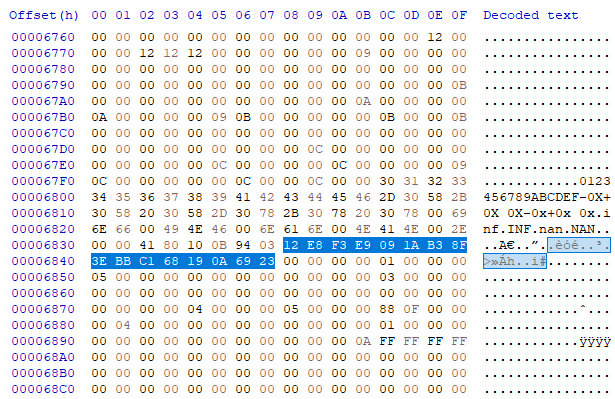 Offset(h) 00 01 02 03 04 05 06 07 08 09 0A 0B 0C 0D 0E 0F Decoded text
00006760 00 00 00 00 00 00 00 00 00 00 00 00 00 00 12 00 ................
00006770 00 00 12 12 12 00 00 00 00 00 00 09 00 00 00 00 ................
00006780 00 00 00 00 00 00 00 00 00 00 00 00 00 00 00 00 ................
00006790 00 00 00 00 00 00 00 00 00 00 00 00 00 00 00 0B ................
000067A0 00 00 00 00 00 00 00 00 00 00 00 0A 00 00 00 00 ................
000067B0 0A 00 00 00 00 09 0B 00 00 00 00 00 0B 00 00 0B ................
000067C0 00 00 00 00 00 00 00 00 00 00 00 00 00 00 00 00 ................
000067D0 00 00 00 00 00 00 00 00 00 0C 00 00 00 00 00 00 ................
000067E0 00 00 00 00 00 0C 00 00 00 00 0C 00 00 00 00 09 ................
000067F0 0C 00 00 00 00 00 0C 00 00 0C 00 00 30 31 32 33 ............0123
00006800 34 35 36 37 38 39 41 42 43 44 45 46 2D 30 58 2B 456789ABCDEF-0X+
00006810 30 58 20 30 58 2D 30 78 2B 30 78 20 30 78 00 69 0X 0X-0x+0x 0x.i
00006820 6E 66 00 49 4E 46 00 6E 61 6E 00 4E 41 4E 00 2E nf.INF.nan.NAN..
00006830 00 00 41 80 10 0B 94 03 12 E8 F3 E9 09 1A B3 8F ..A€..”..èóé..³.
00006840 3E BB C1 68 19 0A 69 23 00 00 00 00 01 00 00 00 >»Áh..i#........
00006850 05 00 00 00 00 00 00 00 00 00 00 00 03 00 00 00 ................
00006860 00 00 00 00 00 00 00 00 00 00 00 00 00 00 00 00 ................
00006870 00 00 00 00 04 00 00 00 05 00 00 00 88 0F 00 00 ............ˆ...
00006880 00 04 00 00 00 00 00 00 00 00 00 00 01 00 00 00 ................
00006890 00 00 00 00 00 00 00 00 00 00 00 0A FF FF FF FF ............ÿÿÿÿ
000068A0 00 00 00 00 00 00 00 00 00 00 00 00 00 00 00 00 ................
000068B0 00 00 00 00 00 00 00 00 00 00 00 00 00 00 00 00 ................
000068C0 00 00 00 00 00 00 00 00 00 00 00 00 00 00 00 00 ................